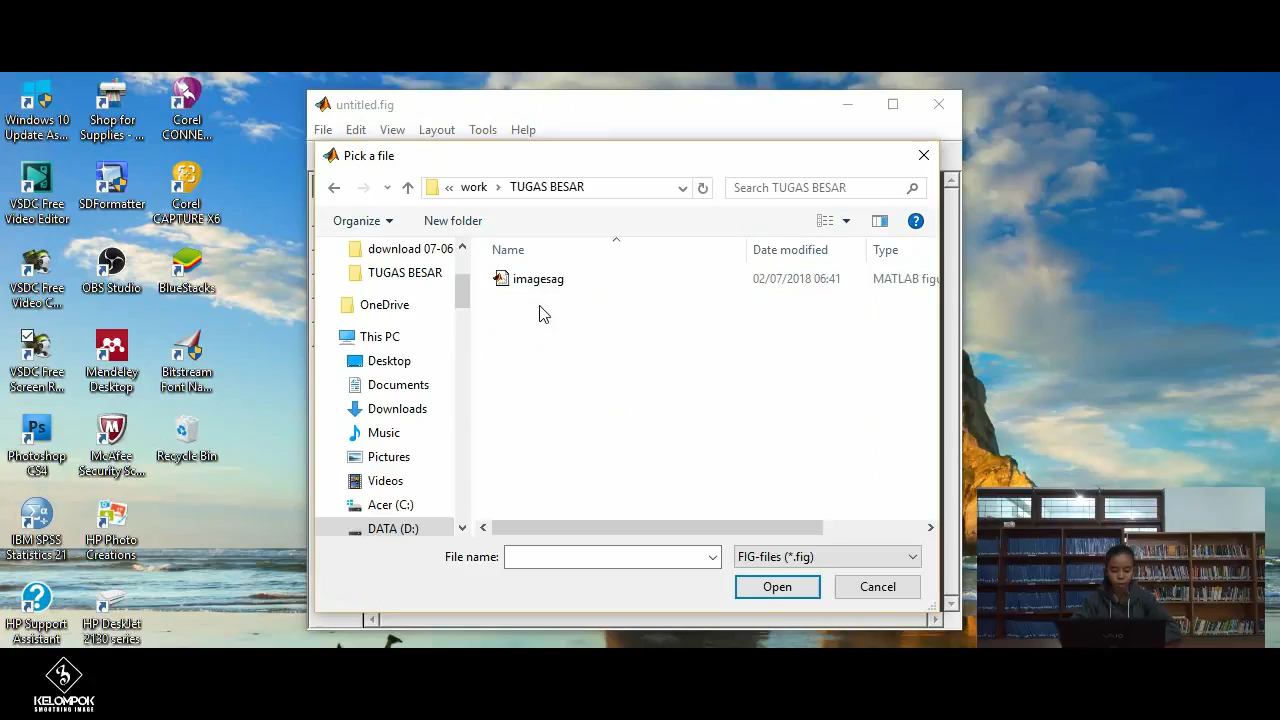 Windows 10
Update As...
Shop for
Supplies - ...
Corel
CONNE...
VSDC Free
Video Editor
SDFormatter
Corel
CAPTURE X6
VSDC Free
Video C...
OBS Studio
BlueStacks
VSDC Free
Screen R...
Mendeley
Desktop
Bitstream
Font Na...
Ps
Photoshop
CS4
McAfee
Security Sc...
Recycle Bin
IBM SPSS
Statistics 21
HP Photo
Creations
HP Support
Assistant
HP Deskjet
2130 series
untitled.fig
File Edit View Layout Tools Help
Pick a file
« work › TUGAS BESAR
Search TUGAS BESAR
Organize
New folder
download 07-06
TUGAS BESAR
OneDrive
This PC
Desktop
Documents
Downloads
Music
Pictures
Videos
Acer (C:)
DATA (D:)
Name Date modified Type
imagesag 02/07/2018 06:41 MATLAB figu
File name:
FIG-files (*.fig)
Open Cancel
VAIO
KELOMPOK
SMOOTHING IMAGE